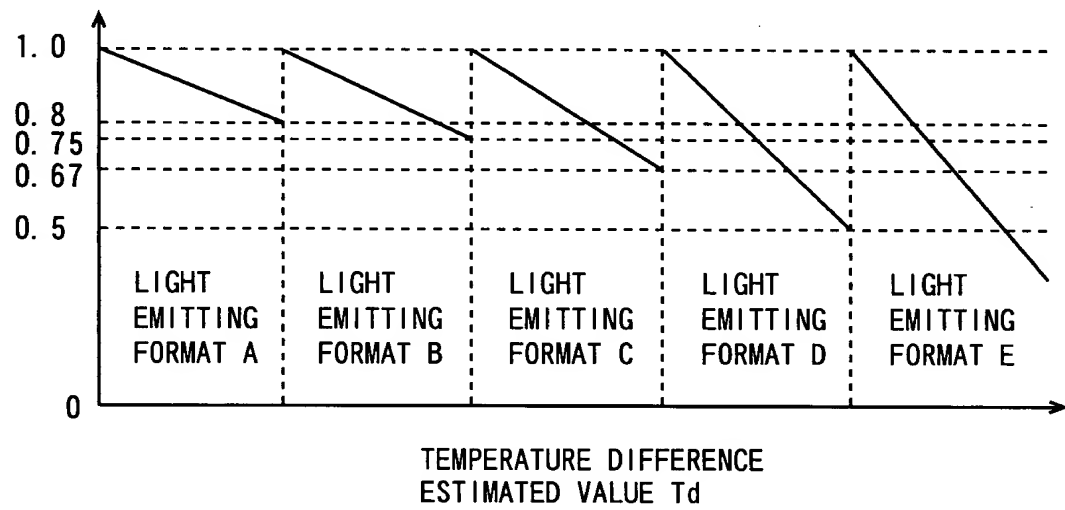 1.0
0.8
0.75
0.67
0.5
LIGHT
EMITTING
FORMAT A
LIGHT
EMITTING
FORMAT B
LIGHT
EMITTING
FORMAT C
LIGHT
EMITTING
FORMAT D
LIGHT
EMITTING
FORMAT E
0
TEMPERATURE DIFFERENCE
ESTIMATED VALUE Td